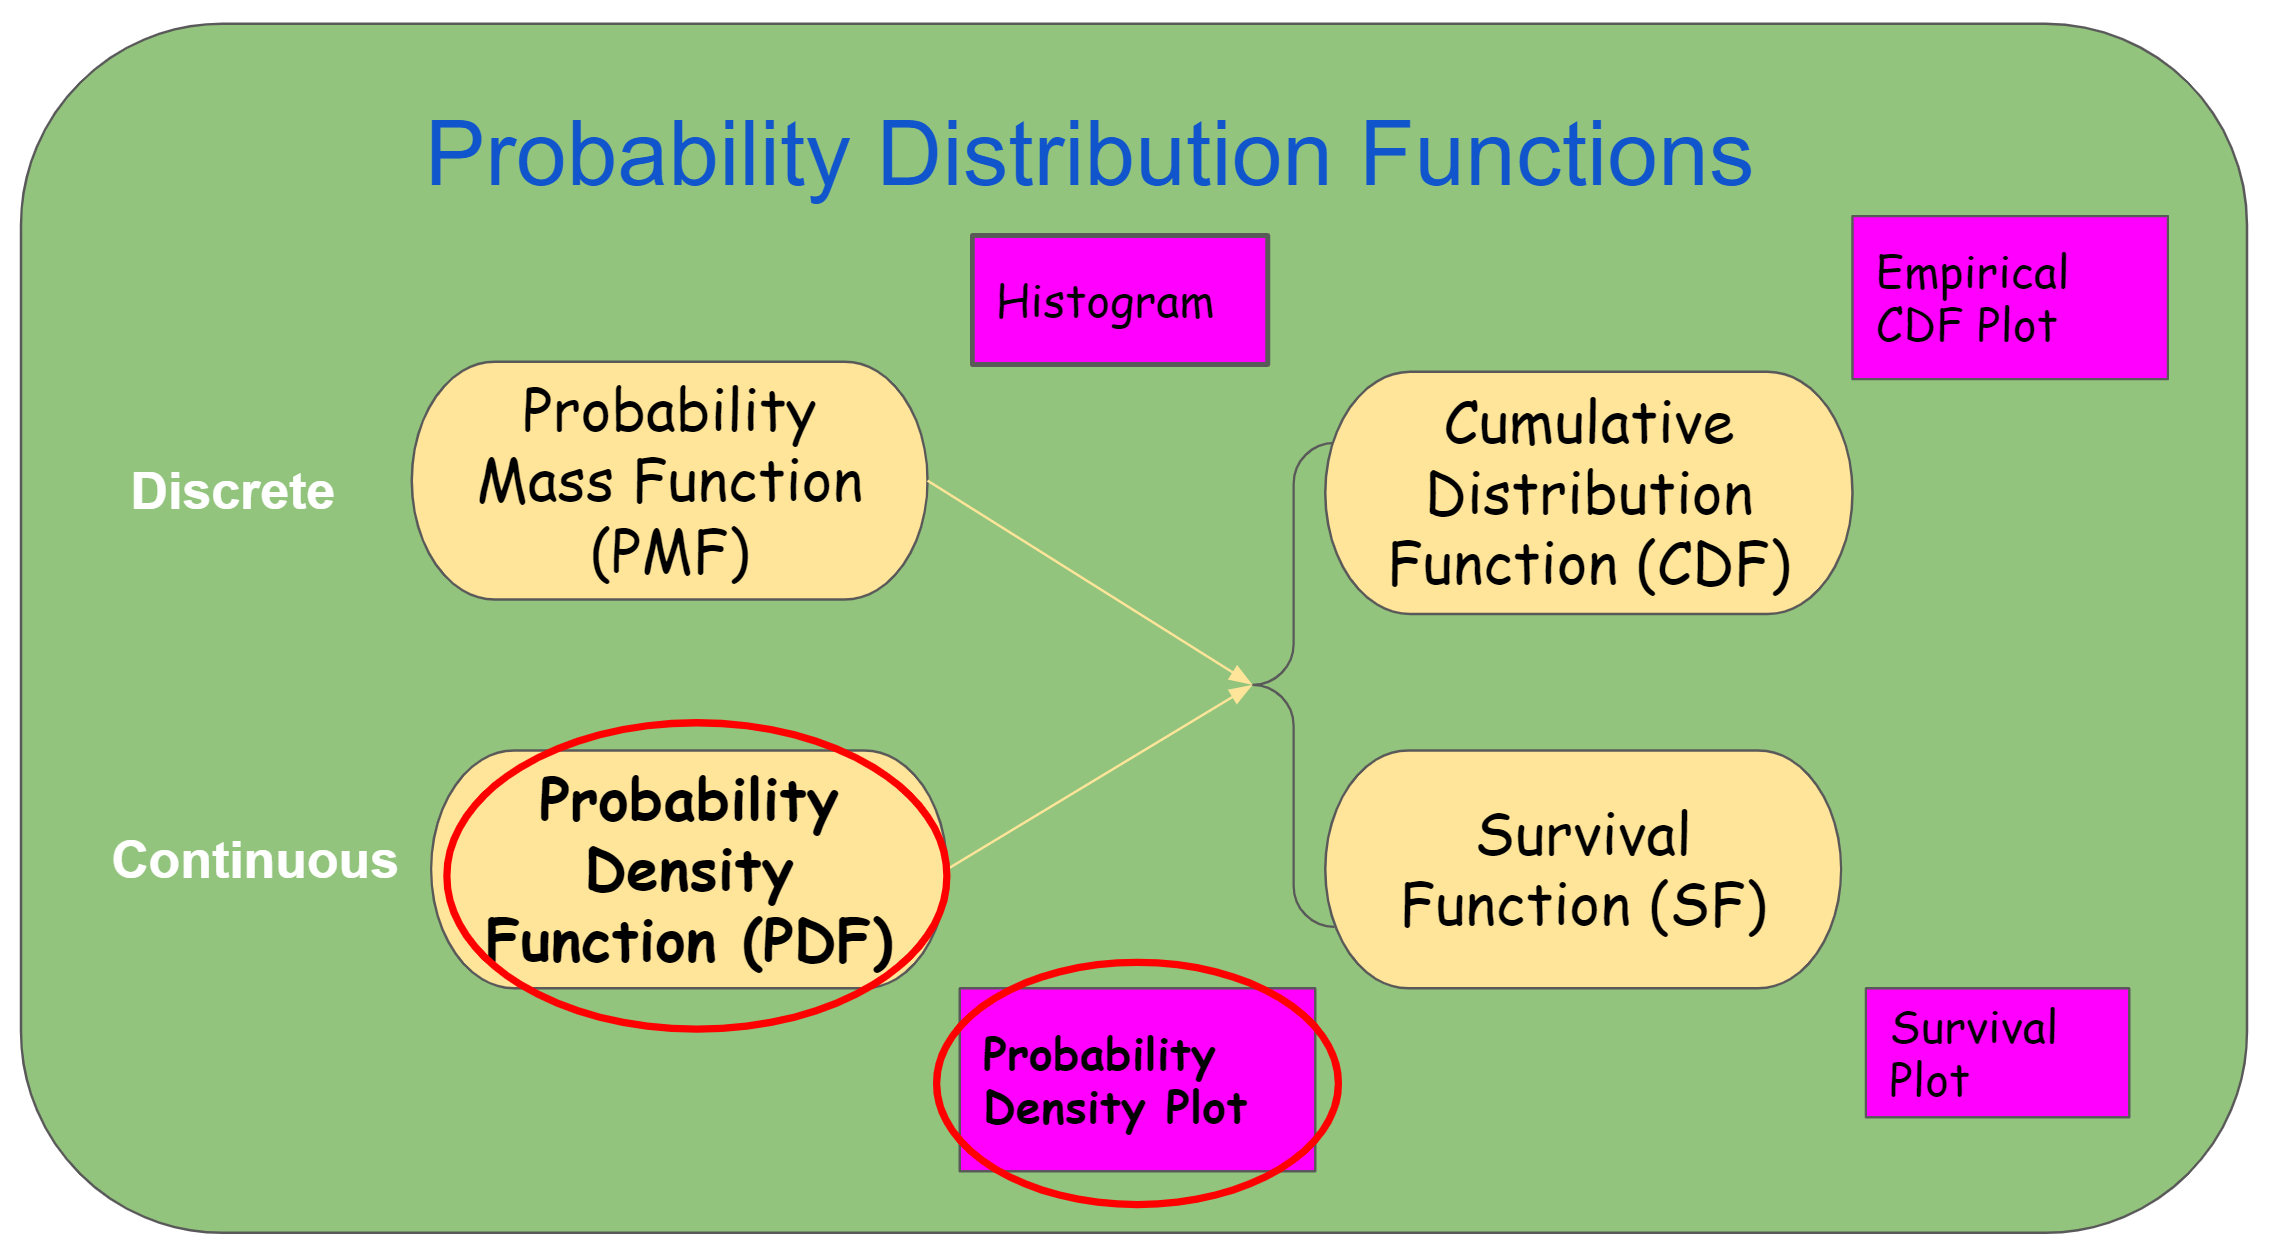 Probability Distribution Functions
Histogram
Empirical
CDF Plot
Discrete
Probability
Mass Function
(PMF)
Cumulative
Distribution
Function (CDF)
Continuous
Probability
Density
Function (PDF)
Survival
Function (SF)
Probability
Density Plot
Survival
Plot